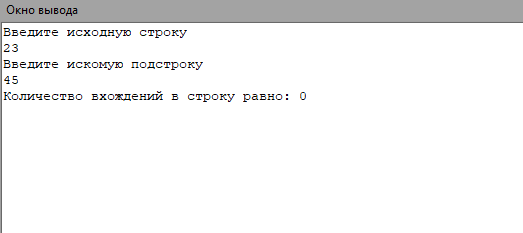 Окно вывода
Введите исходную строку
23
Введите искомую подстроку
45
Количество вхождений в строку равно: 0